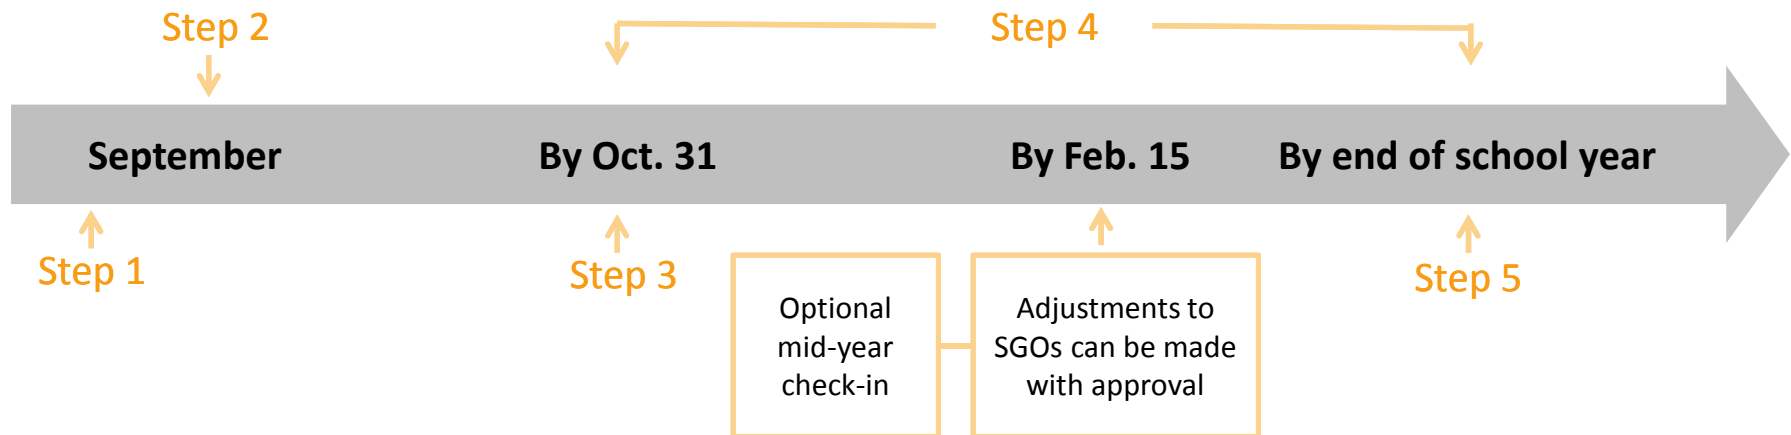 Step 2
Step 4
September
By Oct. 31
By Feb. 15
By end of school year
Step 1
Step 3
Step 5
Optional
mid-year
check-in
Adjustments to
SGOs can be made
with approval